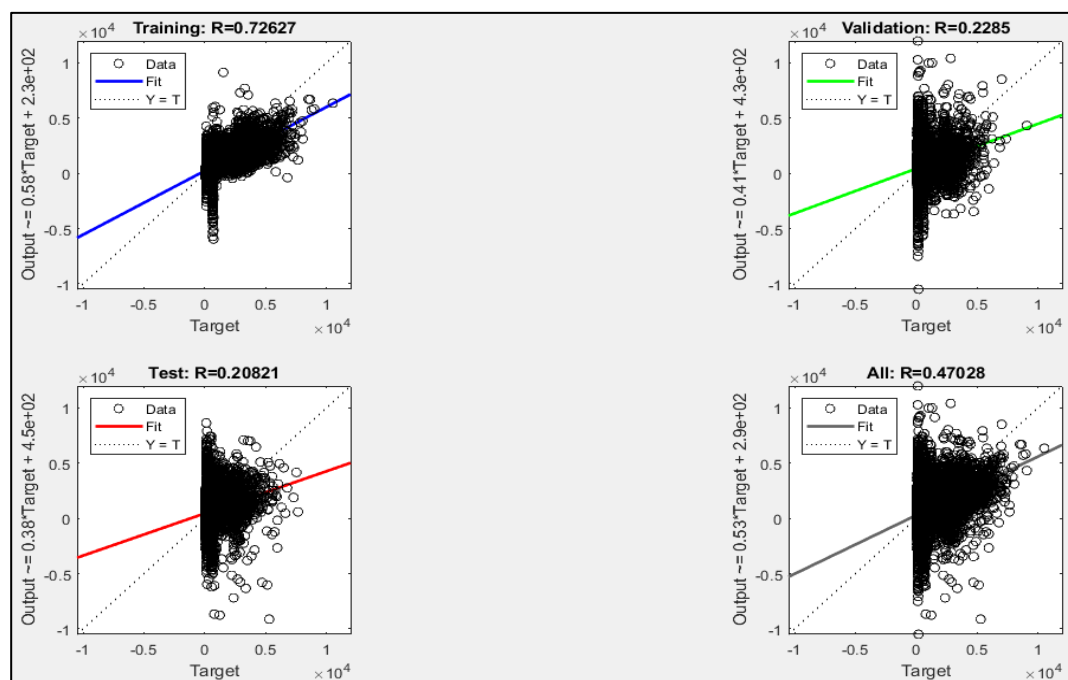 Training: R=0.72627
× 10^4
Data
Fit
Y = T
1
0.5
0
-0.5
-1
Output ~= 0.58*Target + 2.3e+02
-1 -0.5 0 0.5 1
Target
× 10^4
Validation: R=0.2285
× 10^4
Data
Fit
Y = T
1
0.5
0
-0.5
-1
Output ~= 0.41*Target + 4.3e+02
-1 -0.5 0 0.5 1
Target
× 10^4
Test: R=0.20821
× 10^4
Data
Fit
Y = T
1
0.5
0
-0.5
-1
Output ~= 0.38*Target + 4.5e+02
-1 -0.5 0 0.5 1
Target
× 10^4
All: R=0.47028
× 10^4
Data
Fit
Y = T
1
0.5
0
-0.5
-1
Output ~= 0.53*Target + 2.9e+02
-1 -0.5 0 0.5 1
Target
× 10^4